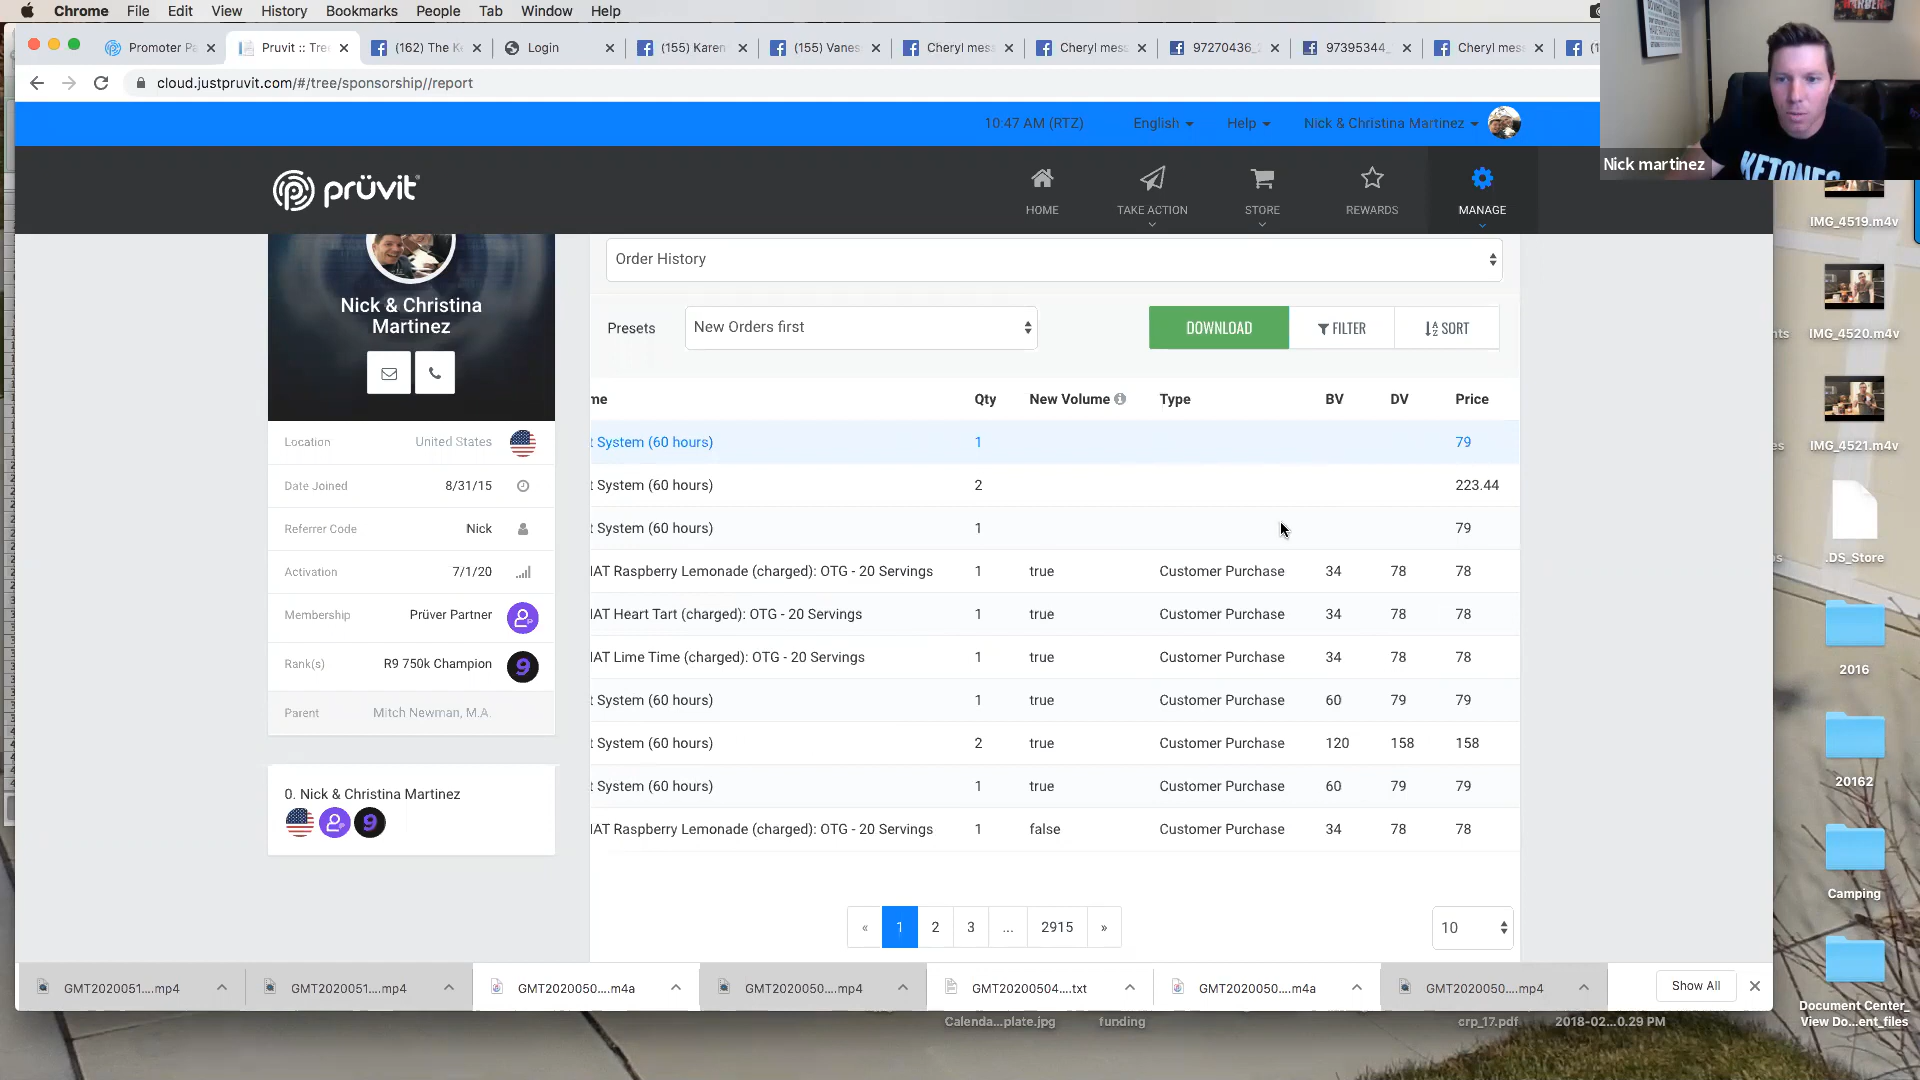 Chrome File Edit View History Bookmarks People Tab Window Help
Promoter Pa
Pruvit :: Tree
(162) The Ke
Login
(155) Karen
(155) Vanes
Cheryl mess
Cheryl mess
97270436_
97395344_
Cheryl mess
cloud.justpruvit.com/#/tree/sponsorship//report
10:47 AM (RTZ) English Help Nick & Christina Martinez
prüvit
HOME TAKE ACTION STORE REWARDS MANAGE
Nick martinez
KETONES
Nick & Christina
Martinez
Location United States
Date Joined 8/31/15
Referrer Code Nick
Activation 7/1/20
Membership Prüver Partner
Rank(s) R9 750k Champion 9
Parent Mitch Newman, M.A.
0. Nick & Christina Martinez
9
Order History
Presets New Orders first DOWNLOAD FILTER SORT
me Qty New Volume Type BV DV Price
t System (60 hours) 1 79
t System (60 hours) 2 223.44
t System (60 hours) 1 79
IAT Raspberry Lemonade (charged): OTG - 20 Servings 1 true Customer Purchase 34 78 78
IAT Heart Tart (charged): OTG - 20 Servings 1 true Customer Purchase 34 78 78
IAT Lime Time (charged): OTG - 20 Servings 1 true Customer Purchase 34 78 78
t System (60 hours) 1 true Customer Purchase 60 79 79
t System (60 hours) 2 true Customer Purchase 120 158 158
t System (60 hours) 1 true Customer Purchase 60 79 79
IAT Raspberry Lemonade (charged): OTG - 20 Servings 1 false Customer Purchase 34 78 78
« 1 2 3 ... 2915 » 10
GMT2020051....mp4
GMT2020051....mp4
GMT2020050....m4a
GMT2020050....mp4
GMT20200504....txt
GMT2020050....m4a
GMT2020050....mp4
Show All
Calenda...plate.jpg funding crp_17.pdf 2018-02...0.29 PM
IMG_4519.m4v
IMG_4520.m4v
IMG_4521.m4v
.DS_Store
2016
20162
Camping
Document Center_
View Do...ent_files